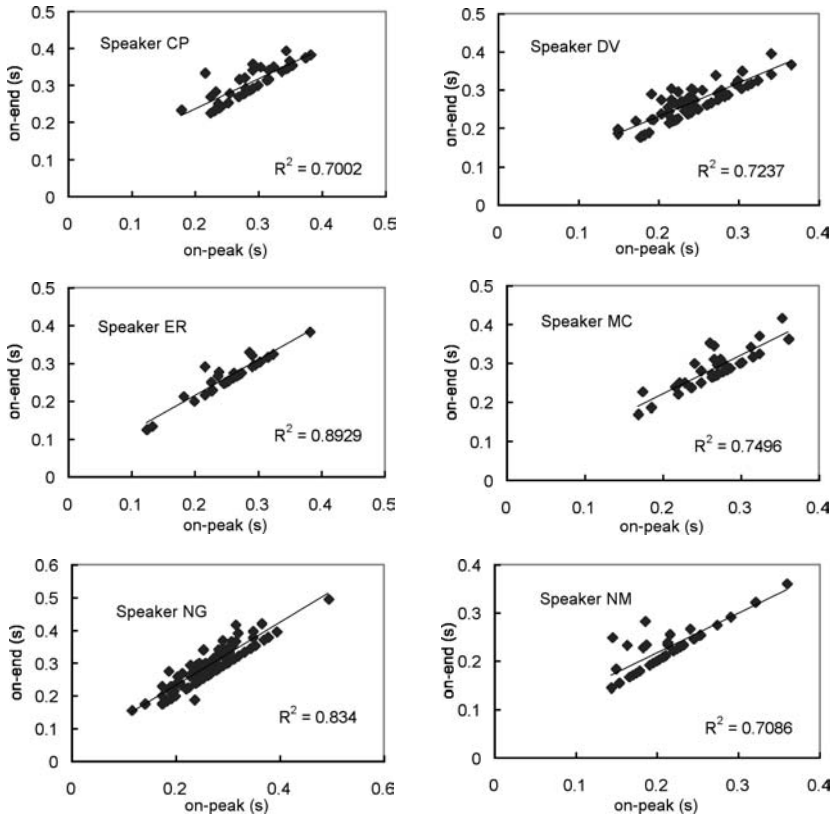 Speaker CP
on-end (s)
0.5
0.4
0.3
0.2
0.1
0
R² = 0.7002
0 0.1 0.2 0.3 0.4 0.5
on-peak (s)
Speaker DV
on-end (s)
0.5
0.4
0.3
0.2
0.1
0
R² = 0.7237
0 0.1 0.2 0.3 0.4
on-peak (s)
Speaker ER
on-end (s)
0.5
0.4
0.3
0.2
0.1
0
R² = 0.8929
0 0.1 0.2 0.3 0.4 0.5
on-peak (s)
Speaker MC
on-end (s)
0.5
0.4
0.3
0.2
0.1
0
R² = 0.7496
0 0.1 0.2 0.3 0.4
on-peak (s)
Speaker NG
on-end (s)
0.6
0.5
0.4
0.3
0.2
0.1
0
R² = 0.834
0 0.2 0.4 0.6
on-peak (s)
Speaker NM
on-end (s)
0.4
0.3
0.2
0.1
0
R² = 0.7086
0 0.1 0.2 0.3 0.4
on-peak (s)